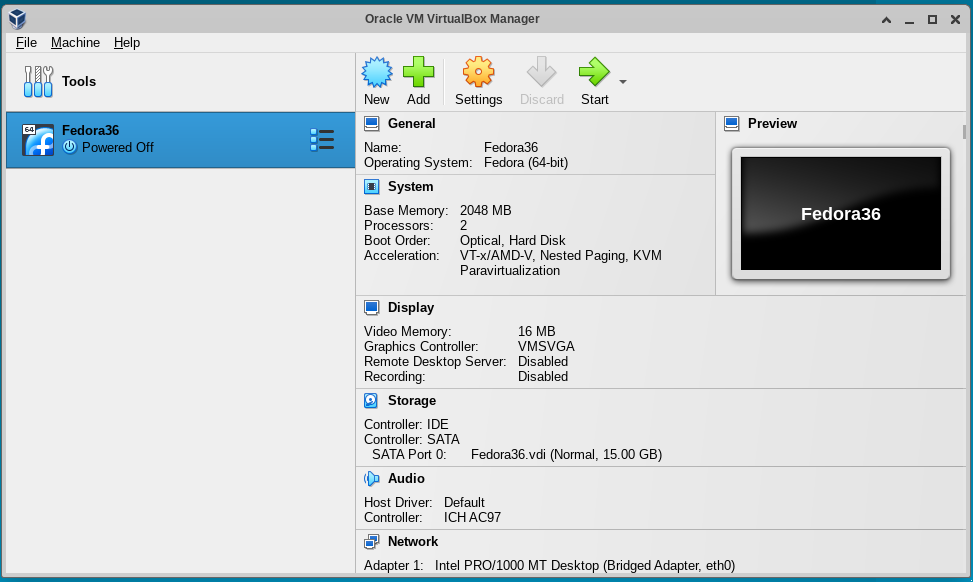 Oracle VM VirtualBox Manager
File Machine Help
Tools
New Add Settings Discard Start
64
Fedora36
Powered Off
General
Name: Fedora36
Operating System: Fedora (64-bit)
Preview
Fedora36
System
Base Memory: 2048 MB
Processors: 2
Boot Order: Optical, Hard Disk
Acceleration: VT-x/AMD-V, Nested Paging, KVM
Paravirtualization
Display
Video Memory: 16 MB
Graphics Controller: VMSVGA
Remote Desktop Server: Disabled
Recording: Disabled
Storage
Controller: IDE
Controller: SATA
SATA Port 0: Fedora36.vdi (Normal, 15.00 GB)
Audio
Host Driver: Default
Controller: ICH AC97
Network
Adapter 1: Intel PRO/1000 MT Desktop (Bridged Adapter, eth0)